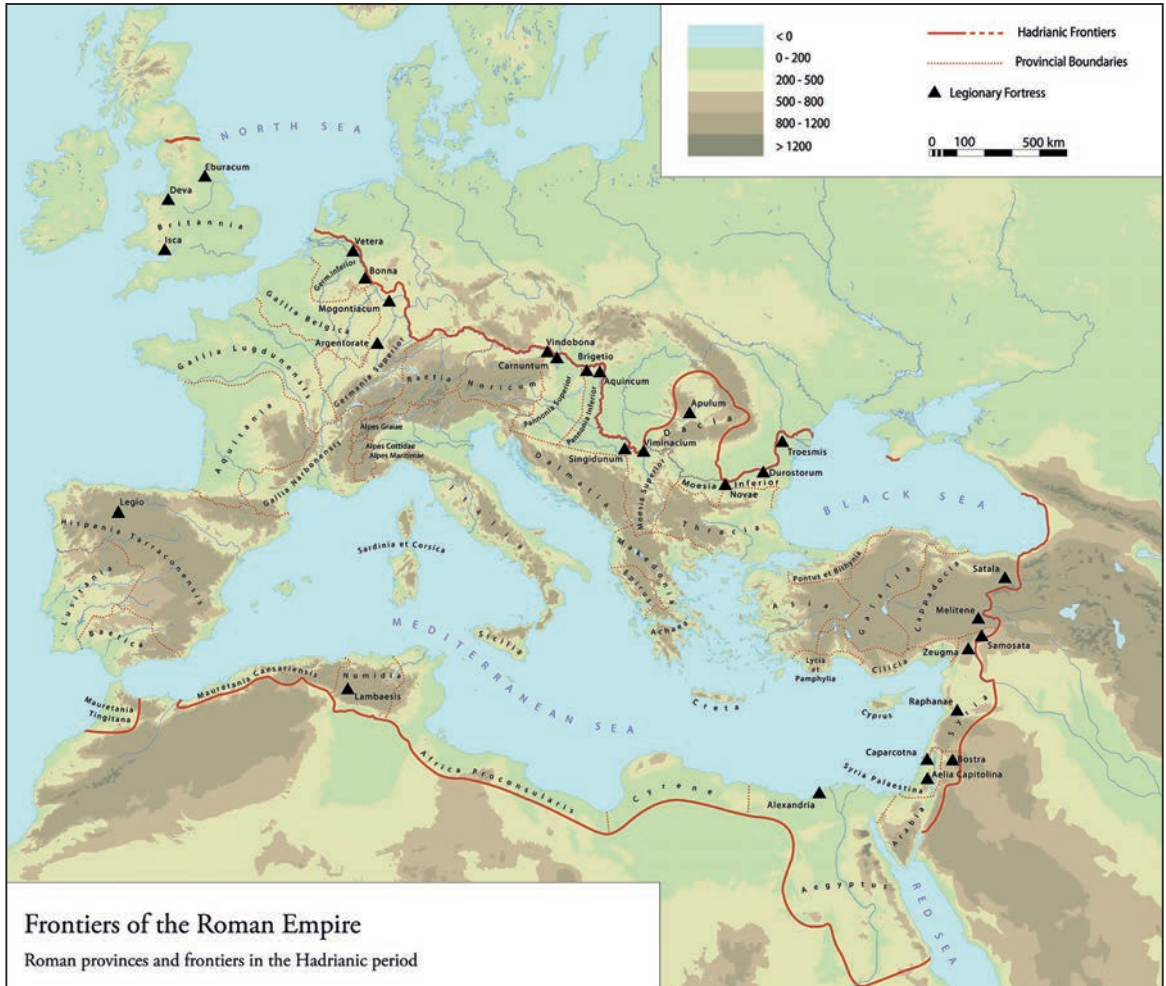 < 0
0 - 200
200 - 500
500 - 800
800 - 1200
> 1200
Hadrianic Frontiers
Provincial Boundaries
Legionary Fortress
0 100 500 km
NORTH SEA
Eburacum
Deva
Britannia
Isca
Vetera
Germ.Inferior
Bonna
Mogontiacum
Gallia Belgica
Argentorate
Gallia Lugdunensis
Germania Superior
Raetia
Noricum
Vindobona
Carnuntum
Brigetio
Aquincum
Pannonia Superior
Pannonia Inferior
Apulum
Dacia
Aquitania
Gallia Narbonensis
Alpes Graiae
Alpes Cottidae
Alpes Maritimae
Singidunum
Viminacium
Troesmis
Durostorum
Moesia Inferior
Novae
Moesia Superior
Dalmatia
Italia
Thracia
BLACK SEA
Legio
Hispania Tarraconensis
Luvitania
Baetica
Sardinia et Corsica
Makedonia
Epirus
Achaea
Sicilie
Pontus et Bithynia
Asia
Galatia
Cappadocia
Satala
Melitene
Samosata
Zeugma
Lycia
et
Pamphylia
Cilicia
MEDITERRANEAN SEA
Mauretania
Tingitana
Mauretania Caesariensis
Numidia
Lambaesis
Creta
Cyprus
Raphanae
Syria
Caparcotna
Bostra
Aelia Capitolina
Syria Palaestina
Africa Proconsularis
Cyrene
Alexandria
Arabia
Aegyptus
RED SEA
Frontiers of the Roman Empire
Roman provinces and frontiers in the Hadrianic period